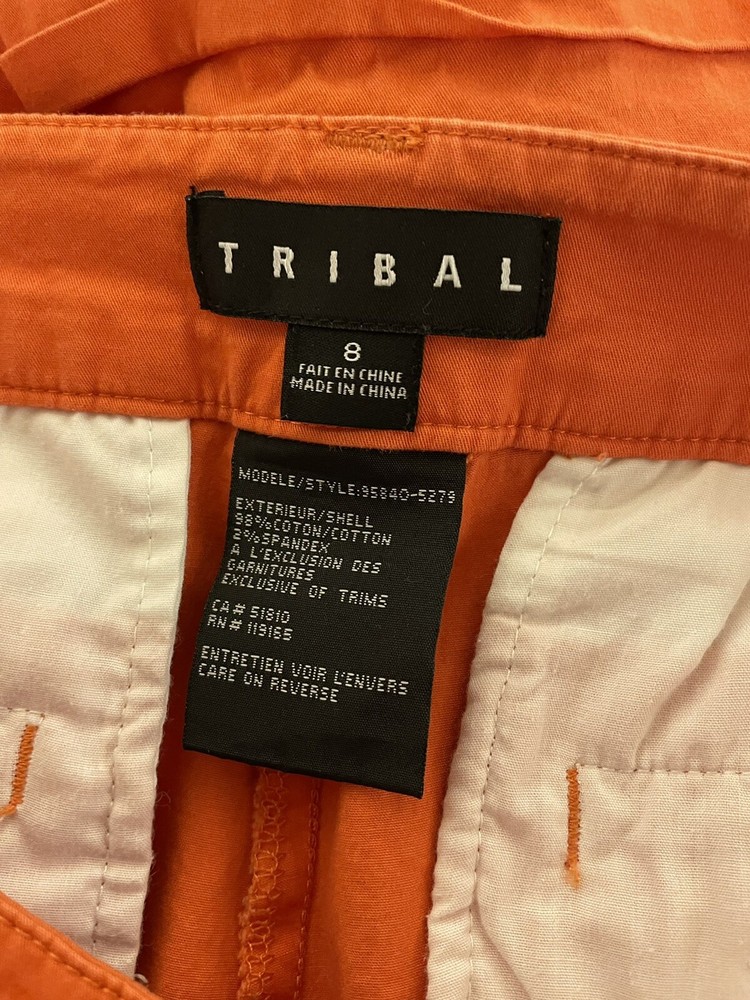 TRIBAL
8
FAIT EN CHINE
MADE IN CHINA
MODELE/STYLE:95840-5279
EXTERIEUR/SHELL
98%COTON/COTTON
2%SPANDEX
A L'EXCLUSION DES
GARNITURES
EXCLUSIVE OF TRIMS
CA# 51810
RN# 119165
ENTRETIEN VOIR L'ENVERS
CARE ON REVERSE